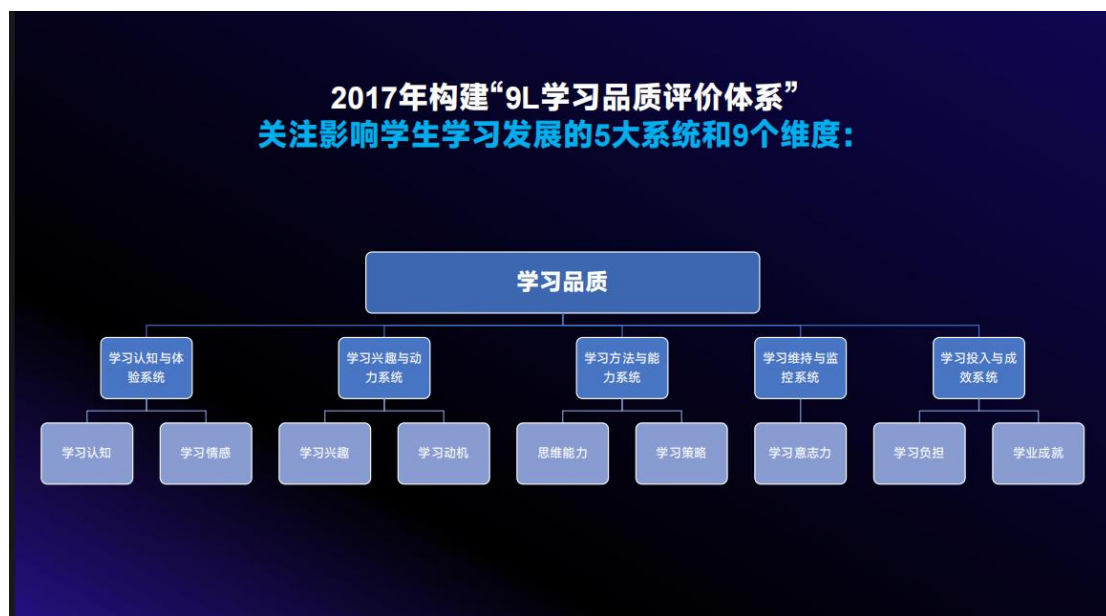 2017年构建“9L学习品质评价体系”
关注影响学生学习发展的5大系统和9个维度：
学习品质
学习认知与体
验系统
学习兴趣与动
力系统
学习方法与能
力系统
学习维持与监
控系统
学习投入与成
效系统
学习认知
学习情感
学习兴趣
学习动机
思维能力
学习策略
学习意志力
学习负担
学业成就